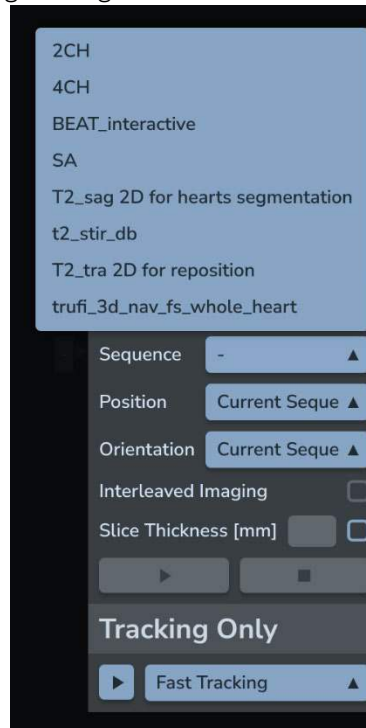 2CH
4CH
BEAT_interactive
SA
T2_sag 2D for hearts segmentation
t2_stir_db
T2_tra 2D for reposition
trufi_3d_nav_fs_whole_heart
Sequence - ▲
Position Current Seque ▲
Orientation Current Seque ▲
Interleaved Imaging
Slice Thickness [mm]
Tracking Only
Fast Tracking ▲